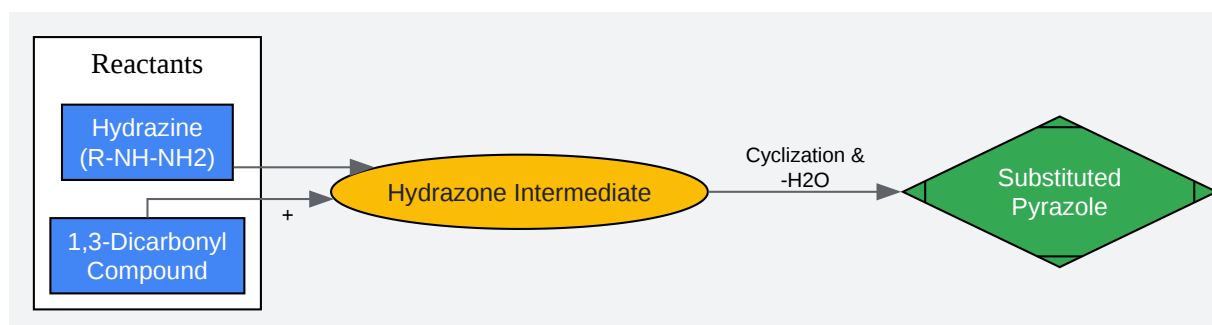 Reactants
Hydrazine
(R-NH-NH2)
1,3-Dicarbonyl
Compound
+
Hydrazone Intermediate
Cyclization &
-H2O
Substituted
Pyrazole